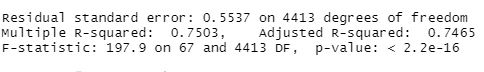 Residual standard error: 0.5537 on 4413 degrees of freedom
Multiple R-squared:  0.7503,	Adjusted R-squared:  0.7465
F-statistic: 197.9 on 67 and 4413 DF,  p-value: < 2.2e-16